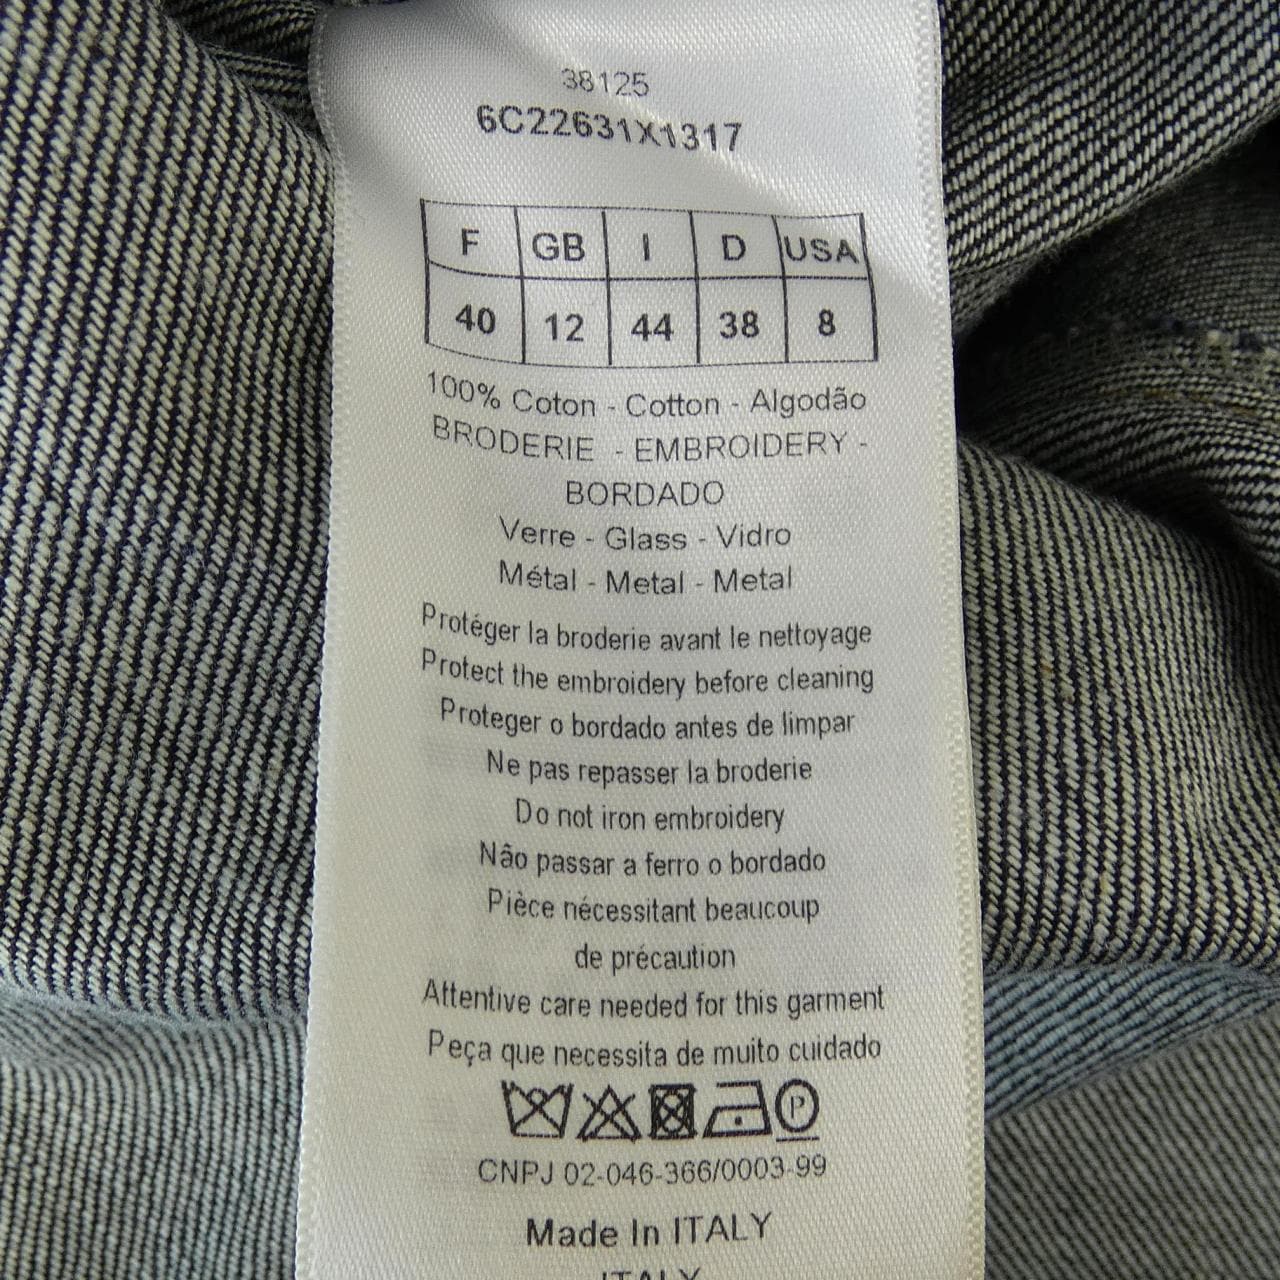 38125
6C22631X1317
F GB I D USA
40 12 44 38 8
100% Coton - Cotton - Algodão
BRODERIE - EMBROIDERY -
BORDADO
Verre - Glass - Vidro
Métal - Metal - Metal
Protéger la broderie avant le nettoyage
Protect the embroidery before cleaning
Proteger o bordado antes de limpar
Ne pas repasser la broderie
Do not iron embroidery
Não passar a ferro o bordado
Pièce nécessitant beaucoup
de précaution
Attentive care needed for this garment
Peça que necessita de muito cuidado
P
CNPJ 02-046-366/0003-99
Made In ITALY
ITALY